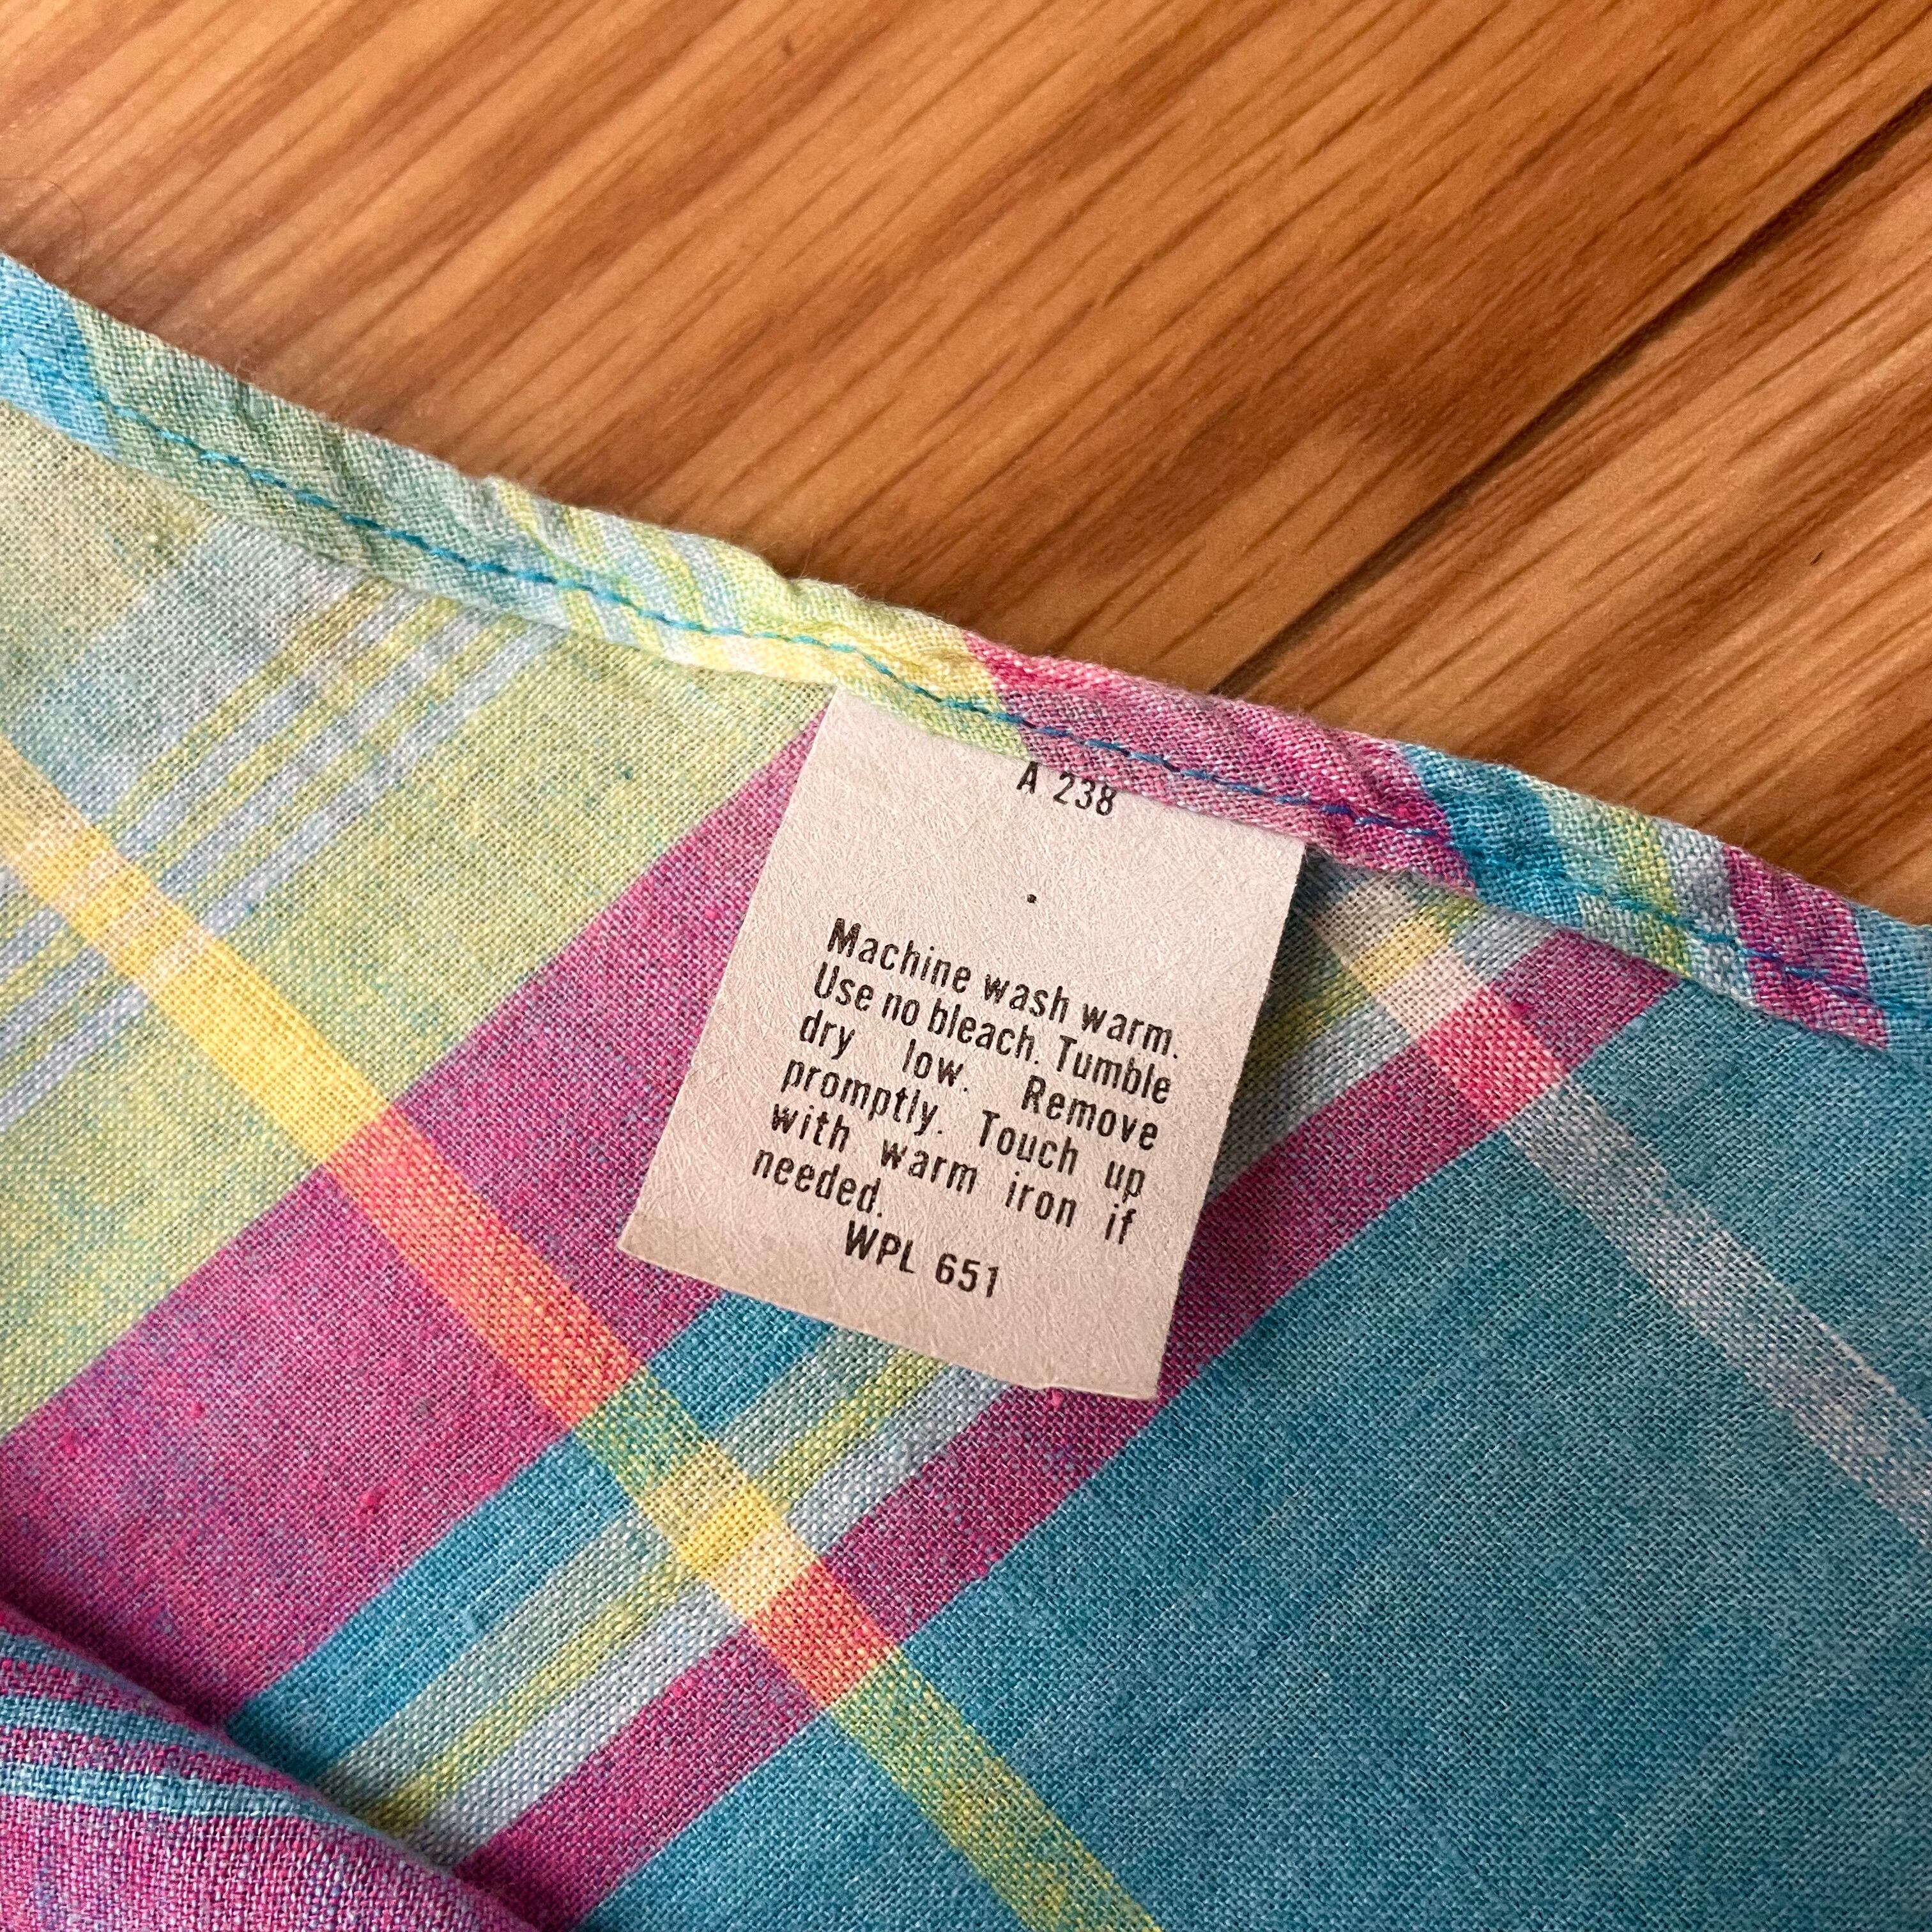 A 238
Machine wash warm.
Use no bleach. Tumble
dry low. Remove
promptly. Touch up
with warm iron if
needed.
WPL 651